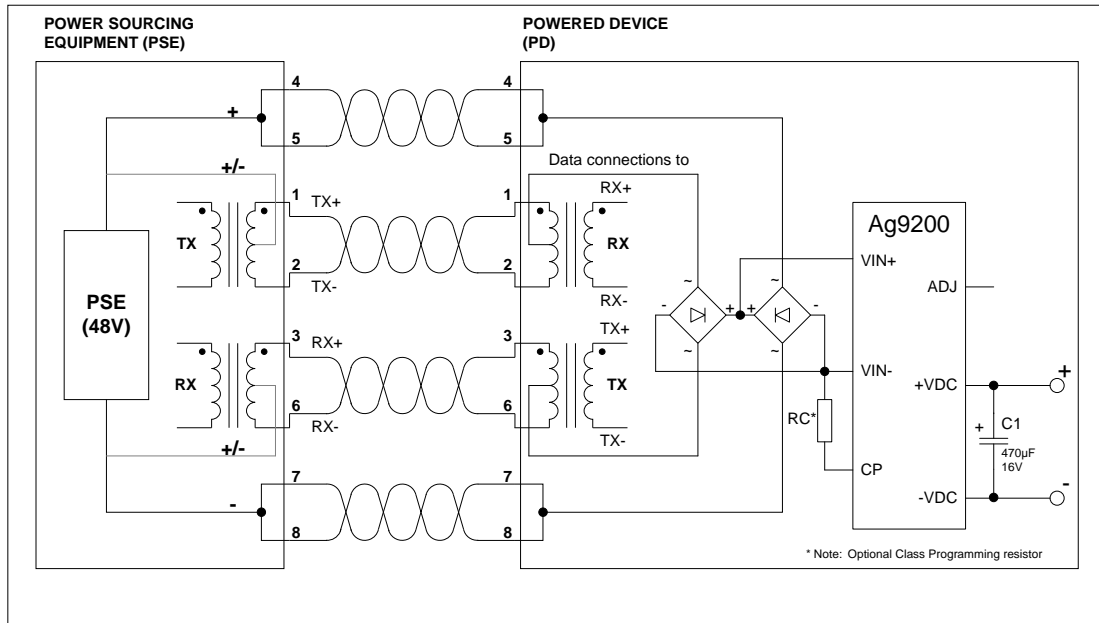 POWER SOURCING
EQUIPMENT (PSE)
POWERED DEVICE
(PD)
4
4
+
5
5
+/-
Data connections to
1
TX+
1
RX+
TX
RX
2
TX-
2
RX-
Ag9200
VIN+
ADJ
PSE
(48V)
~
~
-
+
+
-
~
~
3
RX+
3
TX+
RX
TX
6
RX-
6
TX-
+/-
VIN-
+VDC
+
RC*
+
C1
470µF
16V
CP
-VDC
-
7
7
-
8
8
* Note: Optional Class Programming resistor